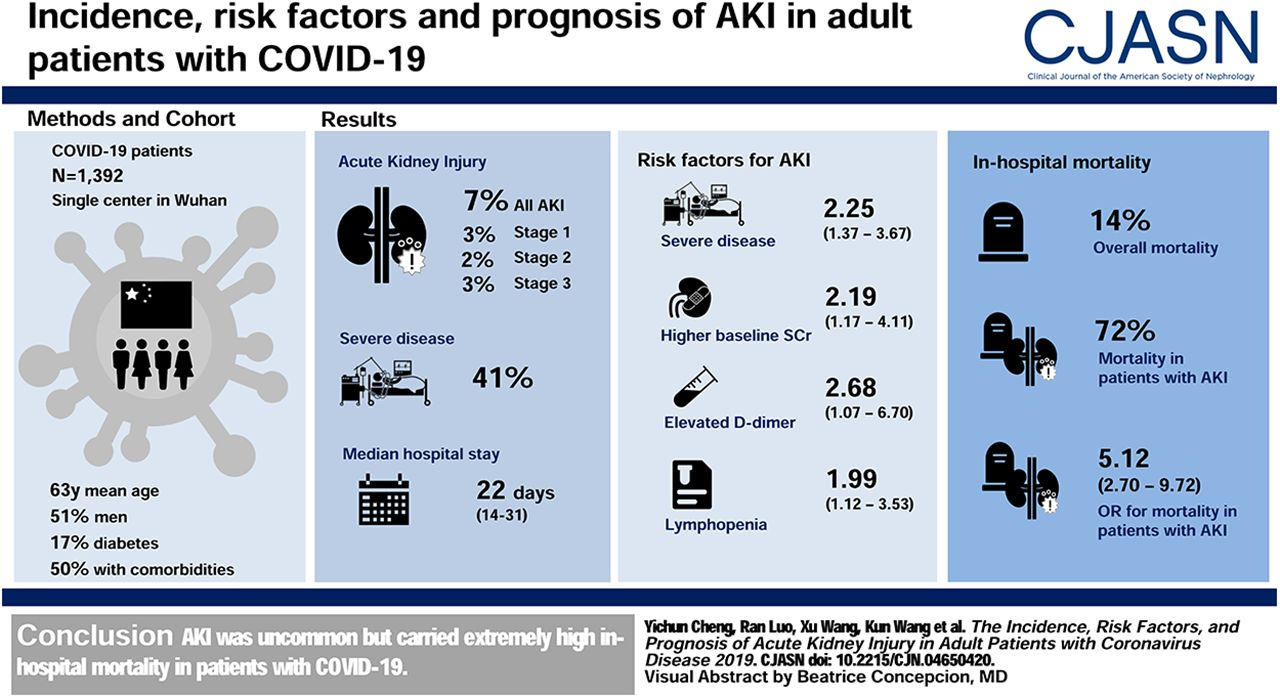 Incidence, risk factors and prognosis of AKI in adult
patients with COVID-19
CJASN
Clinical Journal of the American Society of Nephrology
Methods and Cohort
COVID-19 patients
N=1,392
Single center in Wuhan
63y mean age
51% men
17% diabetes
50% with comorbidities
Results
Acute Kidney Injury
7% All AKI
3% Stage 1
2% Stage 2
3% Stage 3
Severe disease
41%
Median hospital stay
22 days
(14-31)
Risk factors for AKI
2.25
(1.37 – 3.67)
Severe disease
2.19
(1.17 – 4.11)
Higher baseline SCr
2.68
(1.07 – 6.70)
Elevated D-dimer
1.99
(1.12 – 3.53)
Lymphopenia
In-hospital mortality
14%
Overall mortality
72%
Mortality in
patients with AKI
5.12
(2.70 – 9.72)
OR for mortality in
patients with AKI
Conclusion AKI was uncommon but carried extremely high in-
hospital mortality in patients with COVID-19.
Yichun Cheng, Ran Luo, Xu Wang, Kun Wang et al. The Incidence, Risk Factors, and
Prognosis of Acute Kidney Injury in Adult Patients with Coronavirus
Disease 2019. CJASN doi: 10.2215/CJN.04650420.
Visual Abstract by Beatrice Concepcion, MD